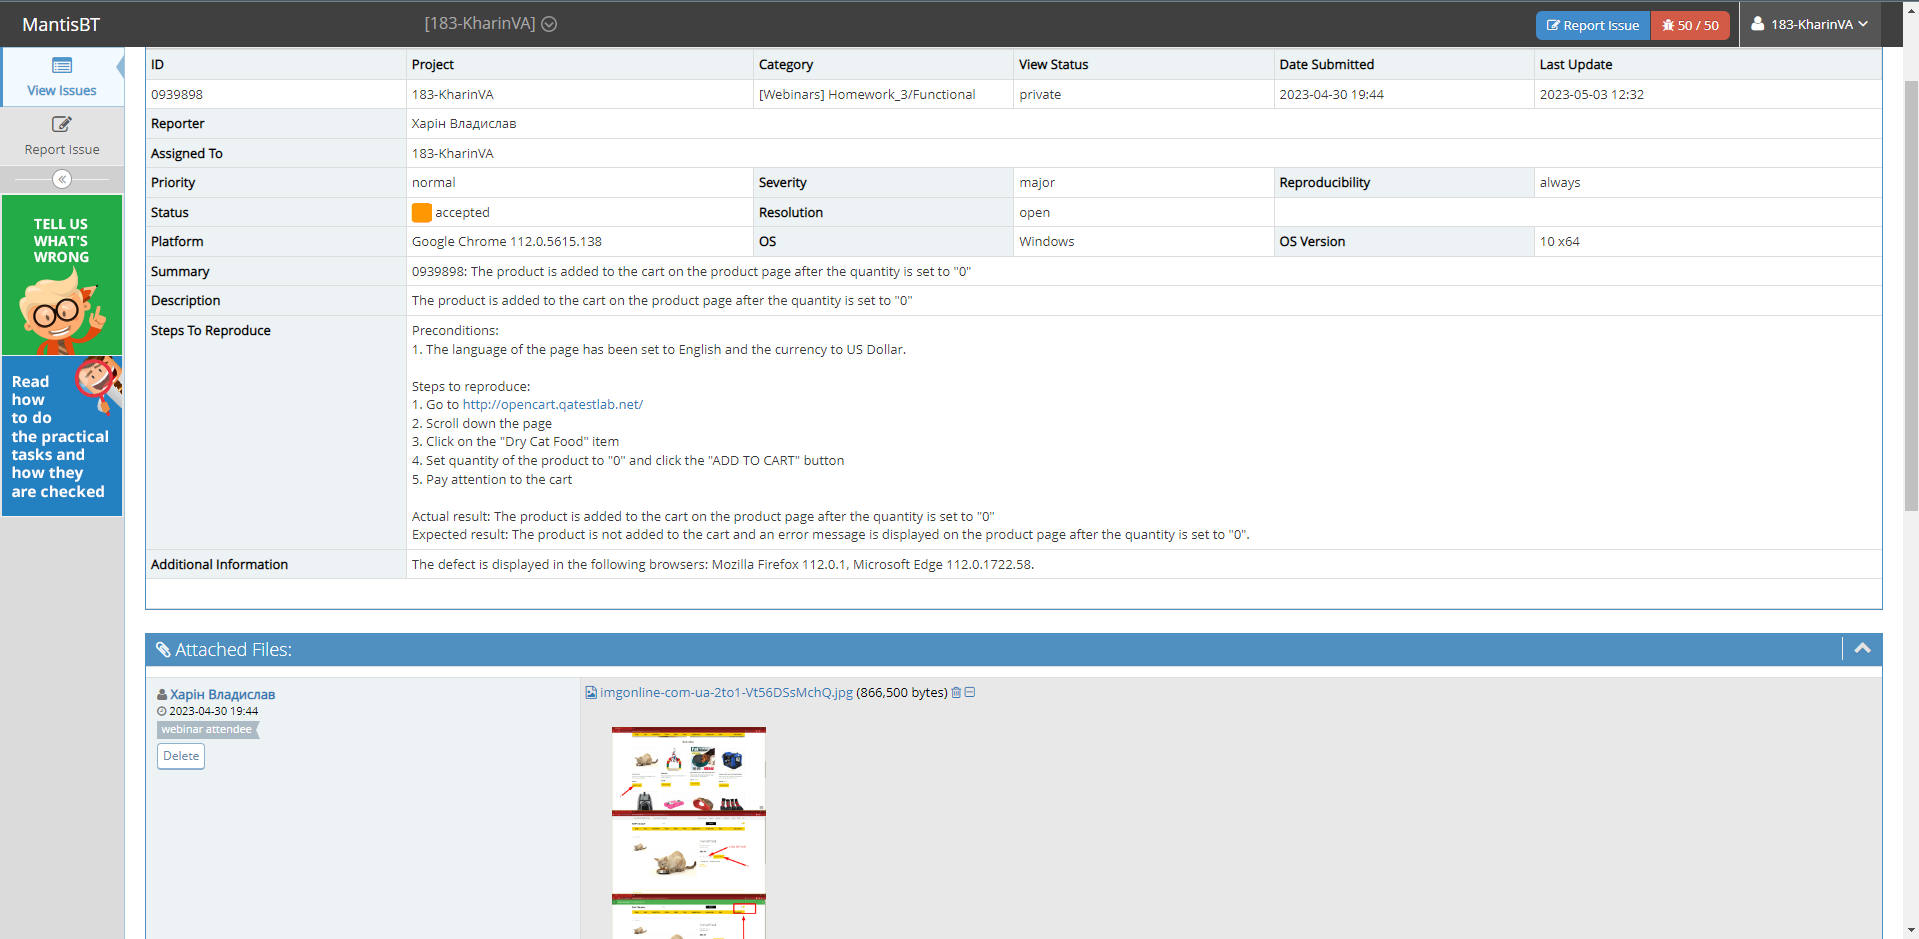 MantisBT
[183-KharinVA]
Report Issue
50 / 50
183-KharinVA
View Issues
Report Issue
TELL US
WHAT'S
WRONG
Read
how
to do
the practical
tasks and
how they
are checked
ID Project Category View Status Date Submitted Last Update
0939898 183-KharinVA [Webinars] Homework_3/Functional private 2023-04-30 19:44 2023-05-03 12:32
Reporter Харін Владислав
Assigned To 183-KharinVA
Priority normal Severity major Reproducibility always
Status accepted Resolution open
Platform Google Chrome 112.0.5615.138 OS Windows OS Version 10 x64
Summary 0939898: The product is added to the cart on the product page after the quantity is set to "0"
Description The product is added to the cart on the product page after the quantity is set to "0"
Steps To Reproduce Preconditions:
1. The language of the page has been set to English and the currency to US Dollar.
Steps to reproduce:
1. Go to http://opencart.qatestlab.net/
2. Scroll down the page
3. Click on the "Dry Cat Food" item
4. Set quantity of the product to "0" and click the "ADD TO CART" button
5. Pay attention to the cart
Actual result: The product is added to the cart on the product page after the quantity is set to "0"
Expected result: The product is not added to the cart and an error message is displayed on the product page after the quantity is set to "0".
Additional Information The defect is displayed in the following browsers: Mozilla Firefox 112.0.1, Microsoft Edge 112.0.1722.58.
Attached Files:
Харін Владислав
2023-04-30 19:44
webinar attendee
Delete
imgonline-com-ua-2to1-Vt56DSsMchQ.jpg (866,500 bytes)